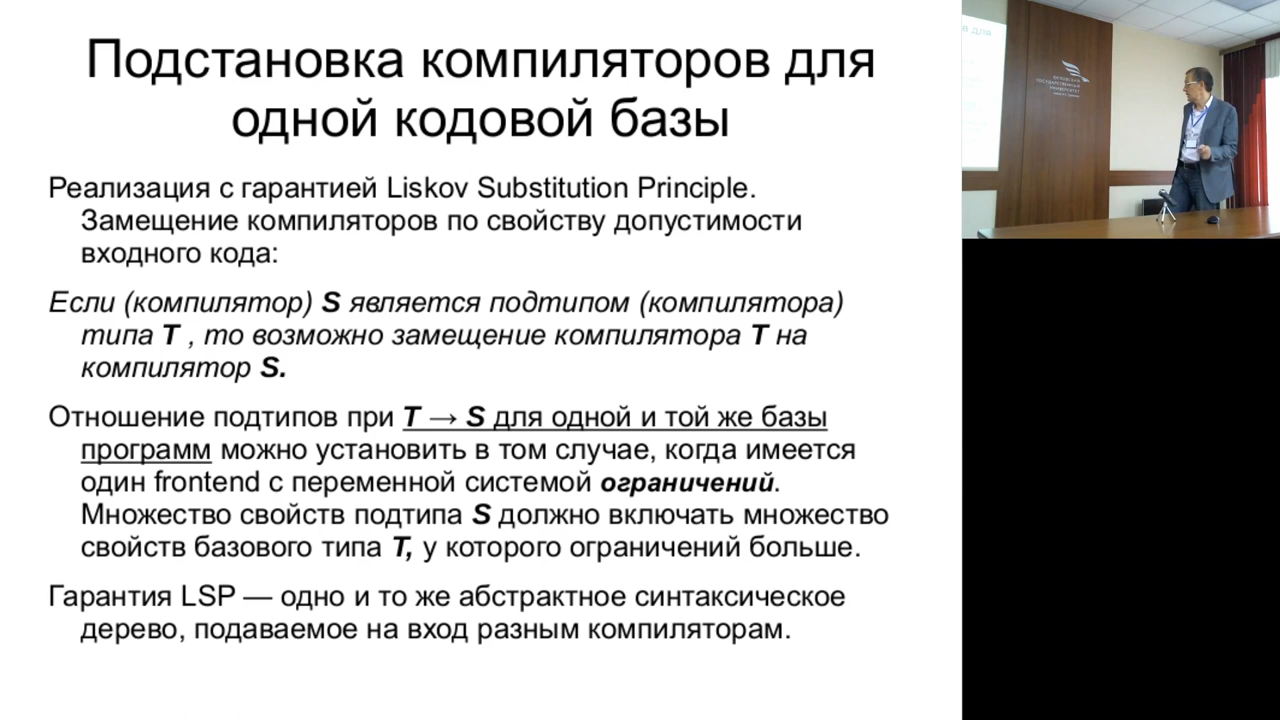 Подстановка компиляторов для
одной кодовой базы
Реализация с гарантией Liskov Substitution Principle.
Замещение компиляторов по свойству допустимости
входного кода:
Если (компилятор) S является подтипом (компилятора)
типа T , то возможно замещение компилятора T на
компилятор S.
Отношение подтипов при T → S для одной и той же базы
программ можно установить в том случае, когда имеется
один frontend с переменной системой ограничений.
Множество свойств подтипа S должно включать множество
свойств базового типа T, у которого ограничений больше.
Гарантия LSP — одно и то же абстрактное синтаксическое
дерево, подаваемое на вход разным компиляторам.
ОРЛОВСКИЙ
ГОСУДАРСТВЕННЫЙ
УНИВЕРСИТЕТ